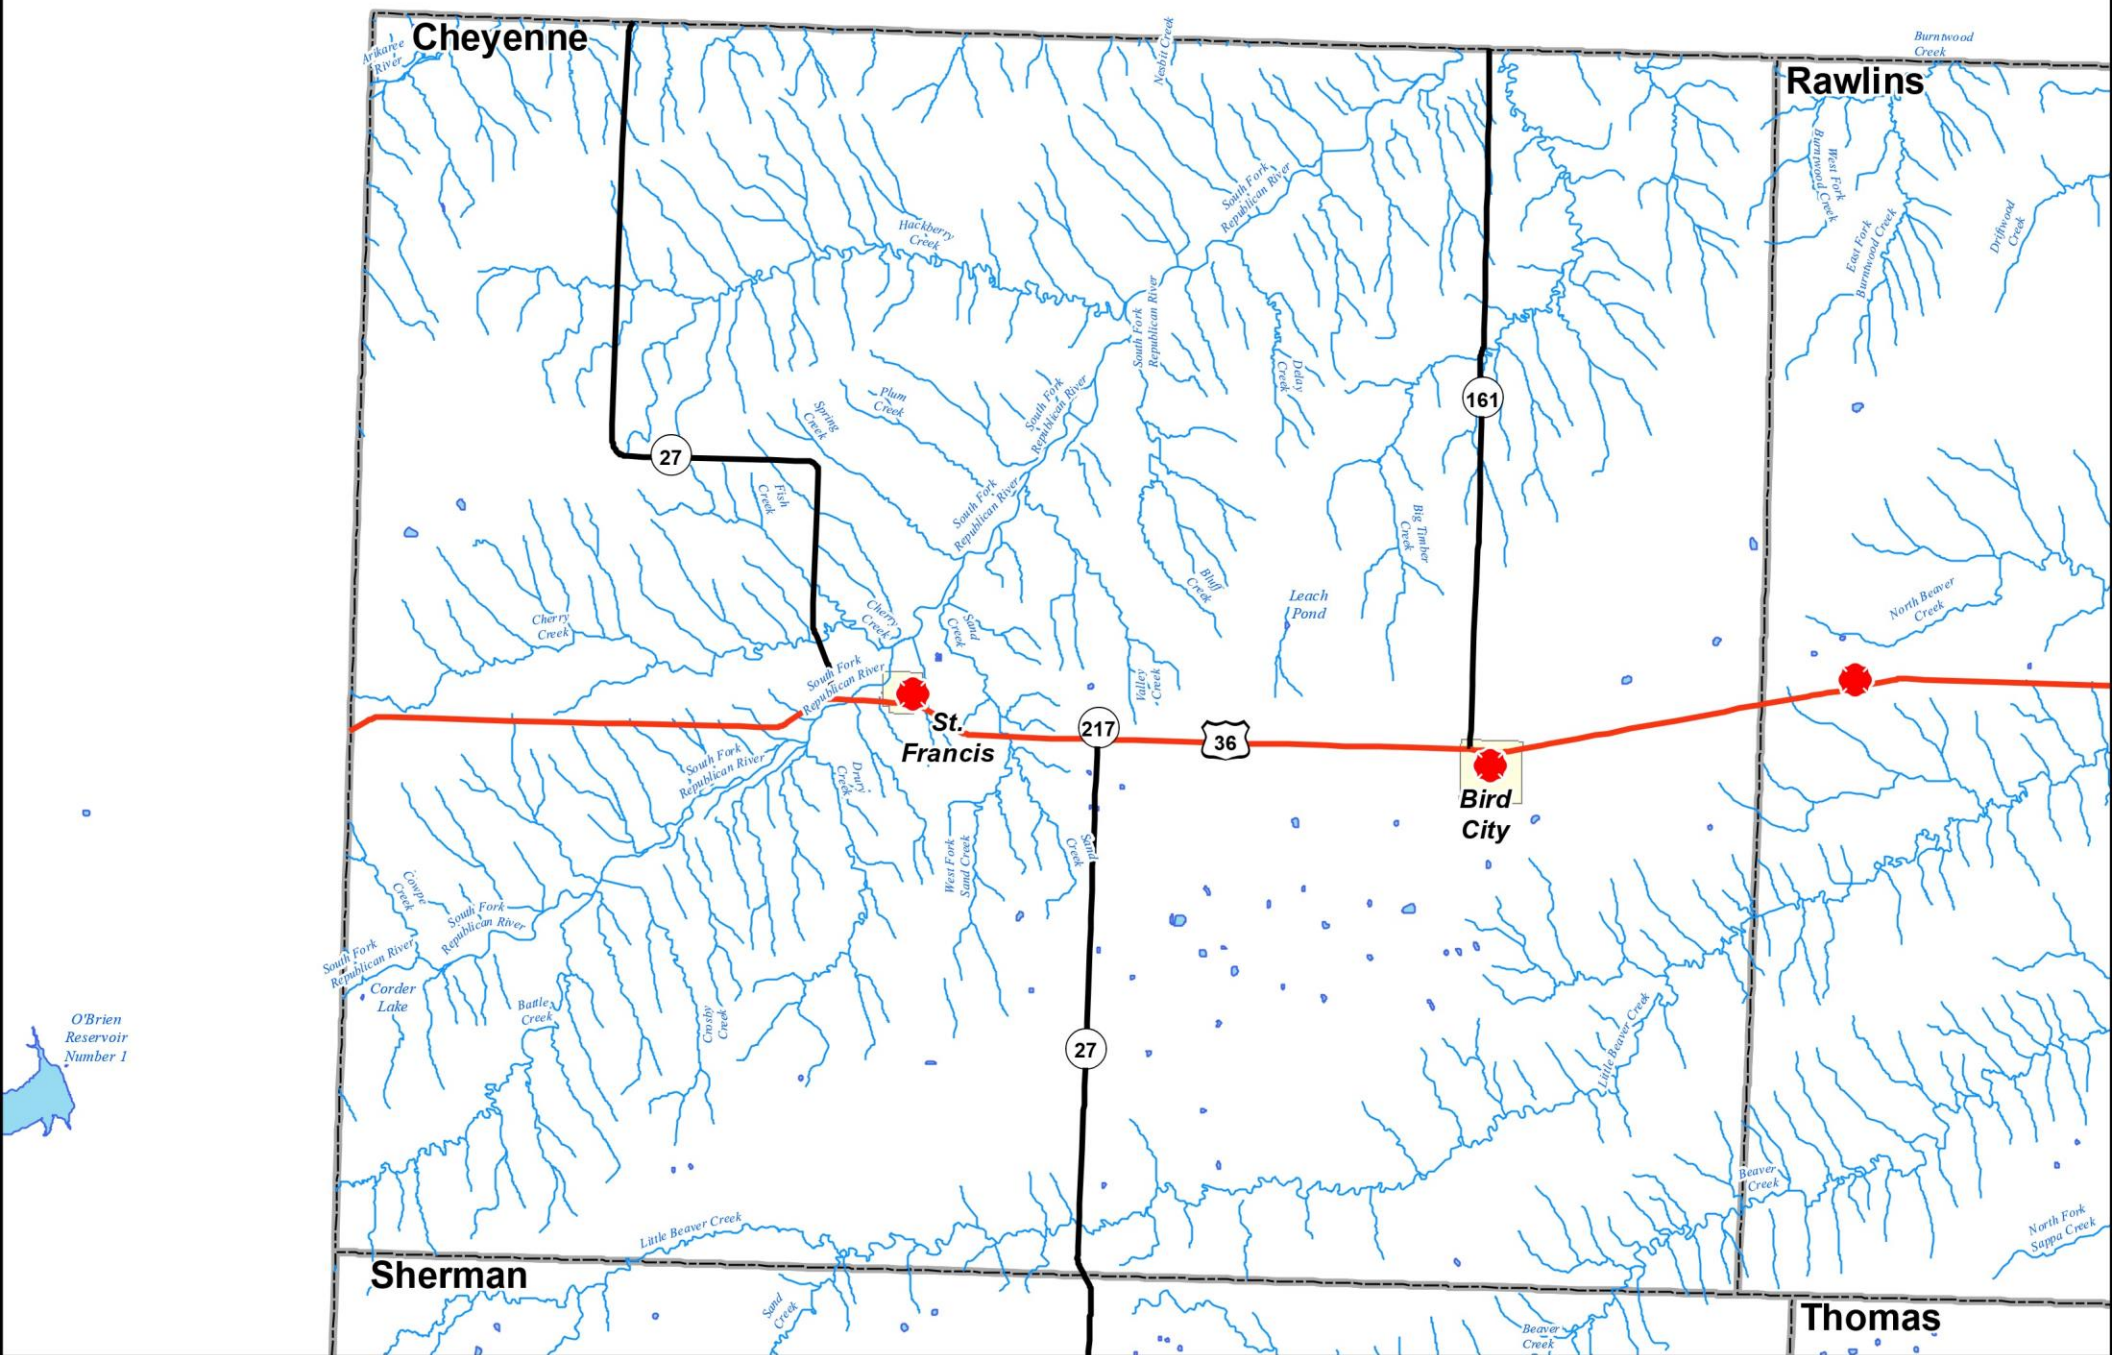 Cheyenne
Arikaree
River
Nesbit Creek
Burntwood
Creek
Rawlins
West Fork
Burntwood Creek
East Fork
Burntwood Creek
Driftwood
Creek
South Fork
Republican River
Hackberry
Creek
South Fork
Republican River
Delay
Creek
Plum
Creek
Spring
Creek
South Fork
Republican River
161
27
Fish
Creek
South Fork
Republican River
Big Timber
Creek
Bluff
Creek
Leach
Pond
North Beaver
Creek
Cherry
Creek
Cherry
Creek
Sand
Creek
South Fork
Republican River
Valley
Creek
St.
Francis
217
36
South Fork
Republican River
Drury
Creek
Bird
City
West Fork
Sand Creek
Sand
Creek
Cowpe
Creek
South Fork
Republican River
South Fork
Republican River
Corder
Lake
Battle
Creek
Crosby
Creek
O'Brien
Reservoir
Number 1
27
Little Beaver Creek
Beaver
Creek
North Fork
Sappa Creek
Little Beaver Creek
Sherman
Sand
Creek
Beaver
Creek
Thomas